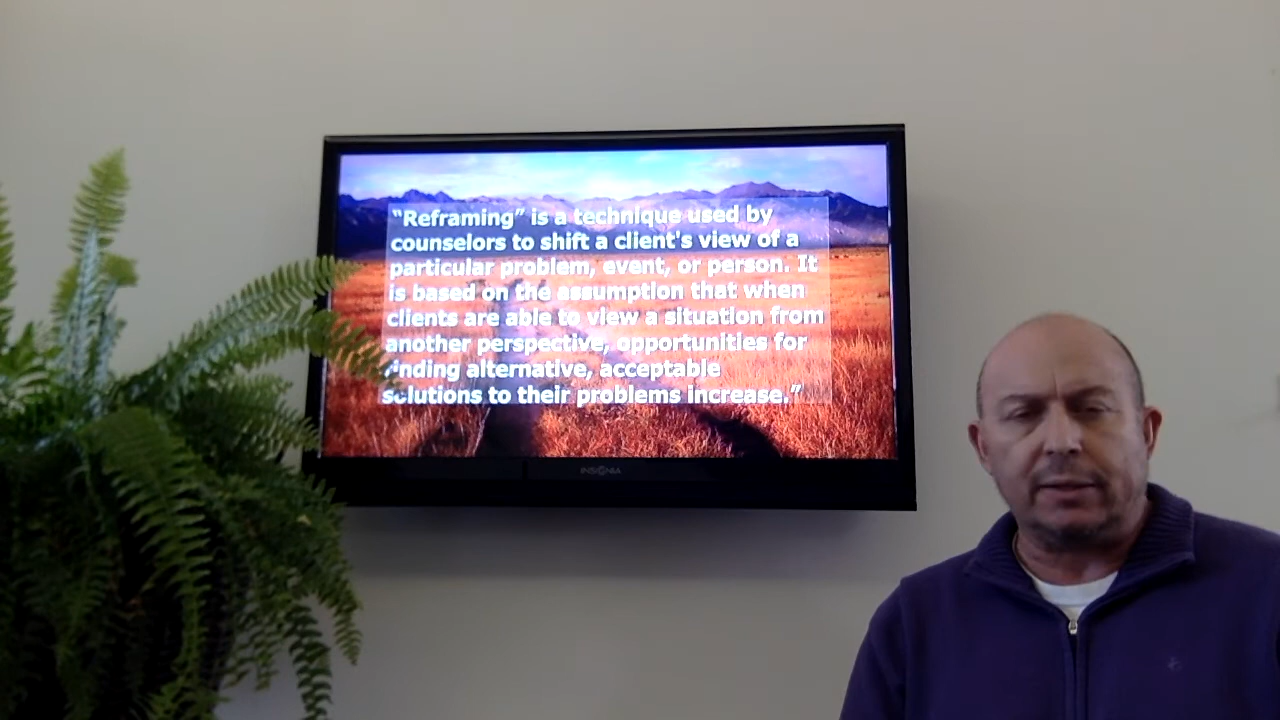 “Reframing” is a technique used by
counselors to shift a client's view of a
particular problem, event, or person. It
is based on the assumption that when
clients are able to view a situation from
another perspective, opportunities for
finding alternative, acceptable
solutions to their problems increase.”
INSIGNIA